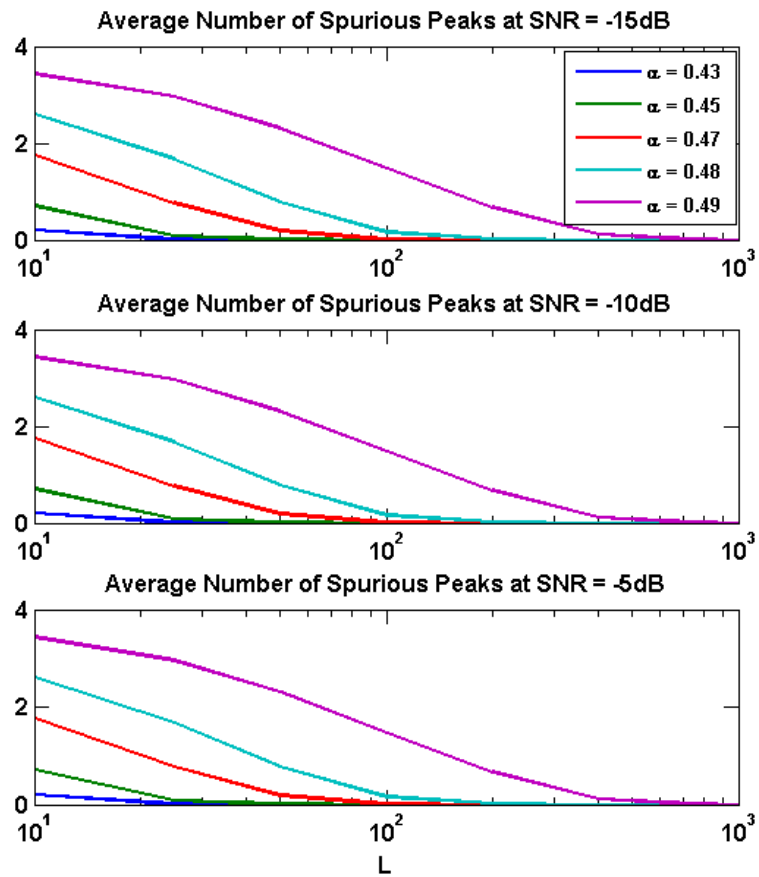 Average Number of Spurious Peaks at SNR = -15dB
4
2
0
α = 0.43
α = 0.45
α = 0.47
α = 0.48
α = 0.49
10^1 10^2 10^3
Average Number of Spurious Peaks at SNR = -10dB
4
2
0
10^1 10^2 10^3
Average Number of Spurious Peaks at SNR = -5dB
4
2
0
10^1 10^2 10^3
L